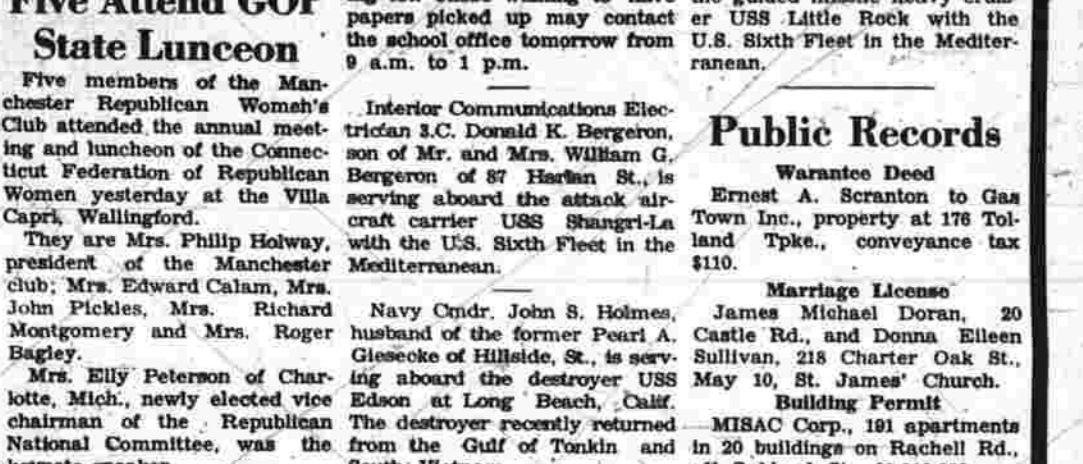 Five Attend GOP
State Lunceon
Five members of the Man-
chester Republican Womeh's
Club attended the annual meet-
ing and luncheon of the Connec-
ticut Federation of Republican
Women yesterday at the Villa
Capri, Wallingford.
They are Mrs. Philip Holway,
president of the Manchester
club; Mrs. Edward Calam, Mrs.
John Pickles, Mrs. Richard
Montgomery and Mrs. Roger
Bagley.
Mrs. Elly Peterson of Char-
lotte, Mich., newly elected vice
chairman of the Republican
National Committee, was the
papers picked up may contact
the school office tomorrow from
9 a.m. to 1 p.m.
Interior Communications Elec-
trician 3.C. Donald K. Bergeron,
son of Mr. and Mrs. William G.
Bergeron of 87 Harlan St., is
serving aboard the attack air-
craft carrier USS Shangri-La
with the U.S. Sixth Fleet in the
Mediterranean.
Navy Cmdr. John S. Holmes,
husband of the former Pearl A.
Giesecke of Hillside, St., is serv-
ing aboard the destroyer USS
Edson at Long Beach, Calif.
The destroyer recently returned
from the Gulf of Tonkin and
er USS Little Rock with the
U.S. Sixth Fleet in the Mediter-
ranean.
Public Records
Warantee Deed
Ernest A. Scranton to Gas
Town Inc., property at 176 Tol-
land Tpke., conveyance tax
$110.
Marriage License
James Michael Doran, 20
Castle Rd., and Donna Eileen
Sullivan, 218 Charter Oak St.,
May 10, St. James' Church.
Building Permit
MISAC Corp., 191 apartments
in 20 buildings on Rachell Rd.,